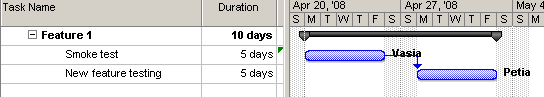 Task Name Duration Apr 20, '08 Apr 27, '08 May 4
S M T W T F S S M T W T F S S
Feature 1 10 days
Smoke test 5 days Vasia
New feature testing 5 days Petia